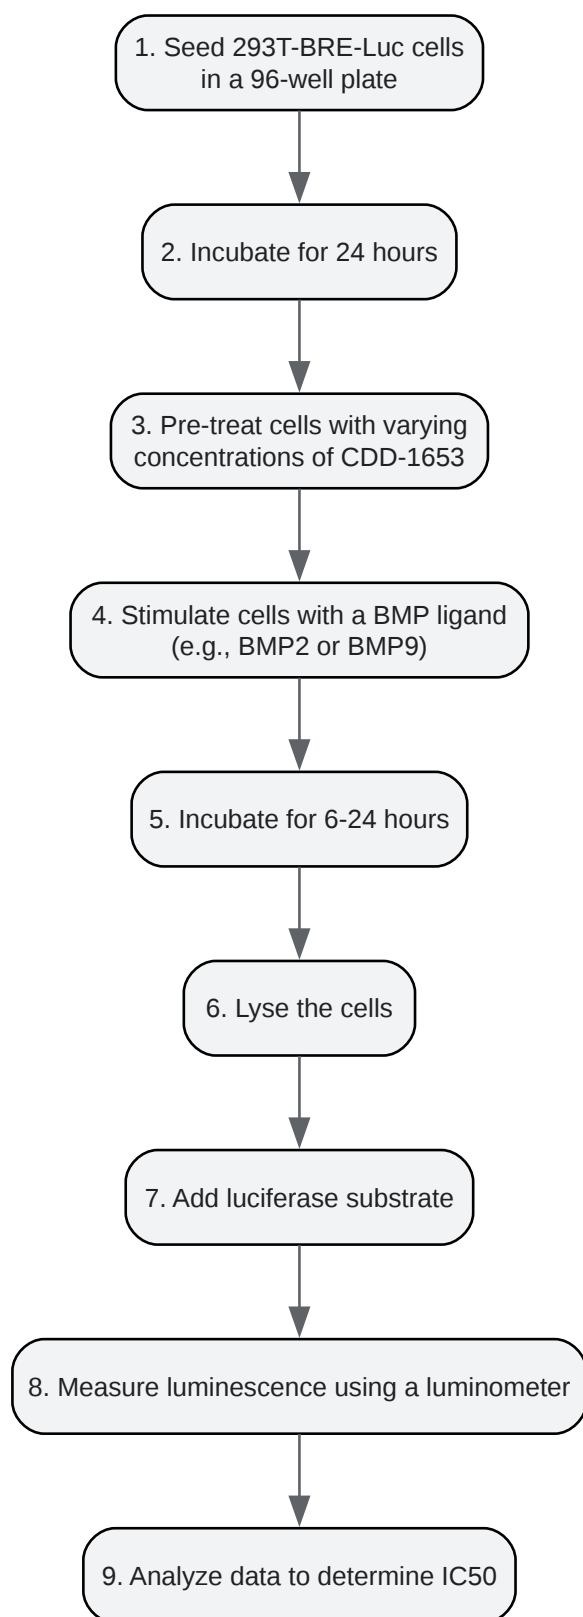 1. Seed 293T-BRE-Luc cells
in a 96-well plate
2. Incubate for 24 hours
3. Pre-treat cells with varying
concentrations of CDD-1653
4. Stimulate cells with a BMP ligand
(e.g., BMP2 or BMP9)
5. Incubate for 6-24 hours
6. Lyse the cells
7. Add luciferase substrate
8. Measure luminescence using a luminometer
9. Analyze data to determine IC50